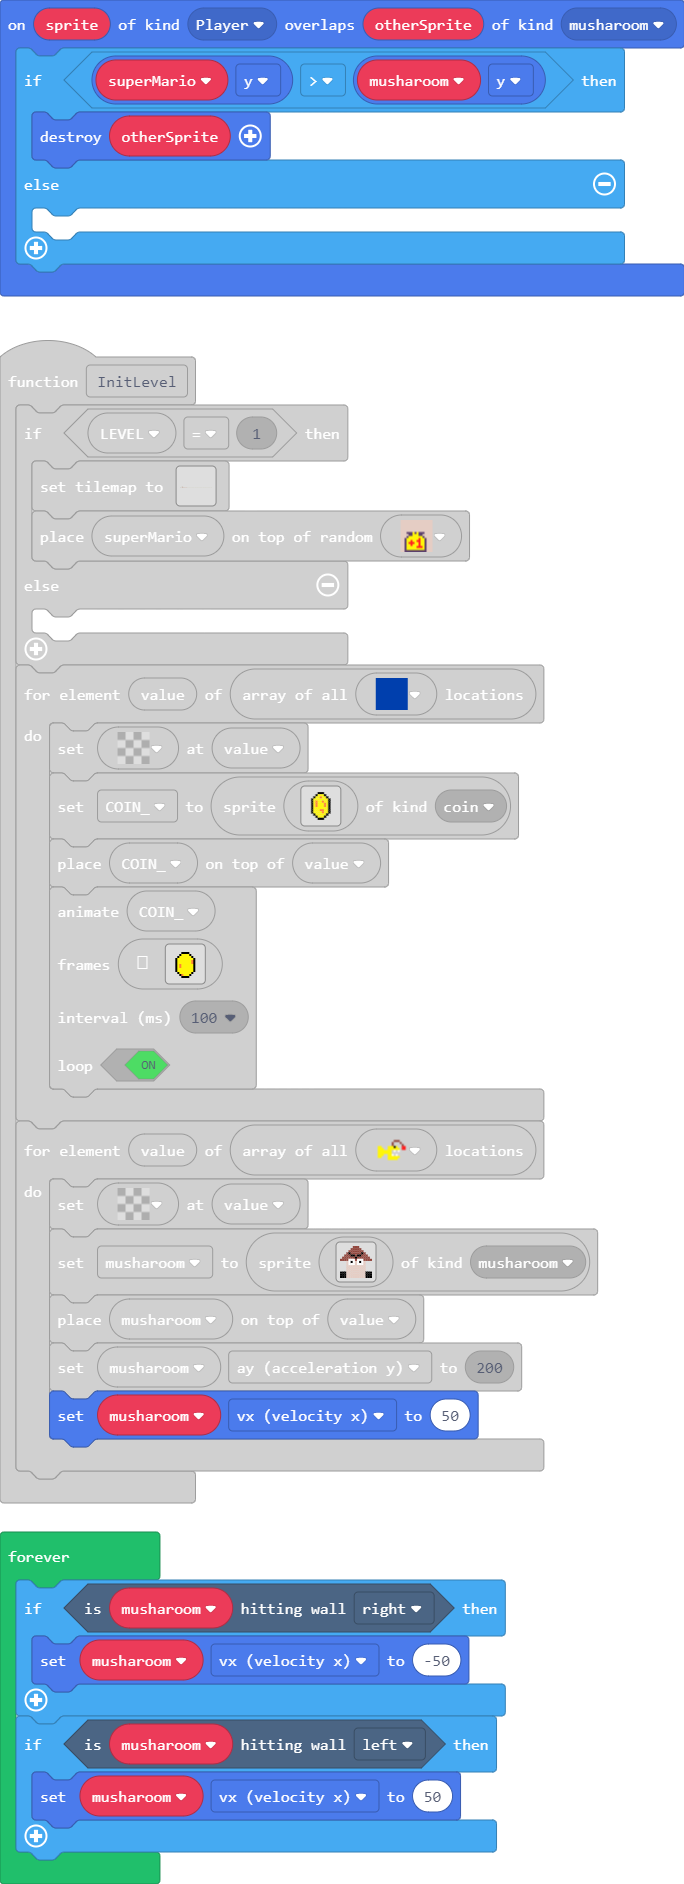 on sprite of kind Player overlaps otherSprite of kind musharoom
if superMario y > musharoom y then
destroy otherSprite
else
function InitLevel
if LEVEL = 1 then
set tilemap to
place superMario on top of random +1
else
for element value of array of all locations
do set at value
set COIN_ to sprite of kind coin
place COIN_ on top of value
animate COIN_
frames
interval (ms) 100
loop ON
for element value of array of all locations
do set at value
set musharoom to sprite of kind musharoom
place musharoom on top of value
set musharoom ay (acceleration y) to 200
set musharoom vx (velocity x) to 50
forever
if is musharoom hitting wall right then
set musharoom vx (velocity x) to -50
if is musharoom hitting wall left then
set musharoom vx (velocity x) to 50